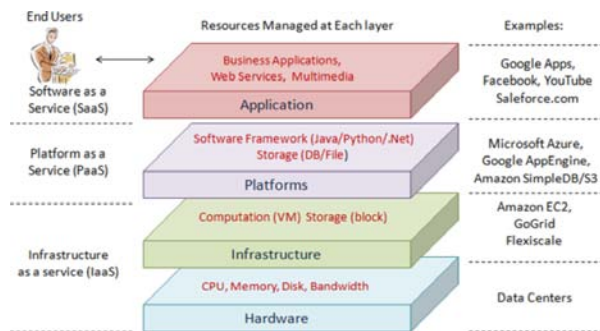 End Users
Resources Managed at Each layer
Examples:
Business Applications,
Web Services, Multimedia
Application
Software as a
Service (SaaS)
Google Apps,
Facebook, YouTube
Saleforce.com
Software Framework (Java/Python/.Net)
Storage (DB/File)
Platforms
Platform as a
Service (PaaS)
Microsoft Azure,
Google AppEngine,
Amazon SimpleDB/S3
Computation (VM) Storage (block)
Infrastructure
Amazon EC2,
GoGrid
Flexiscale
Infrastructure
as a service (IaaS)
CPU, Memory, Disk, Bandwidth
Hardware
Data Centers